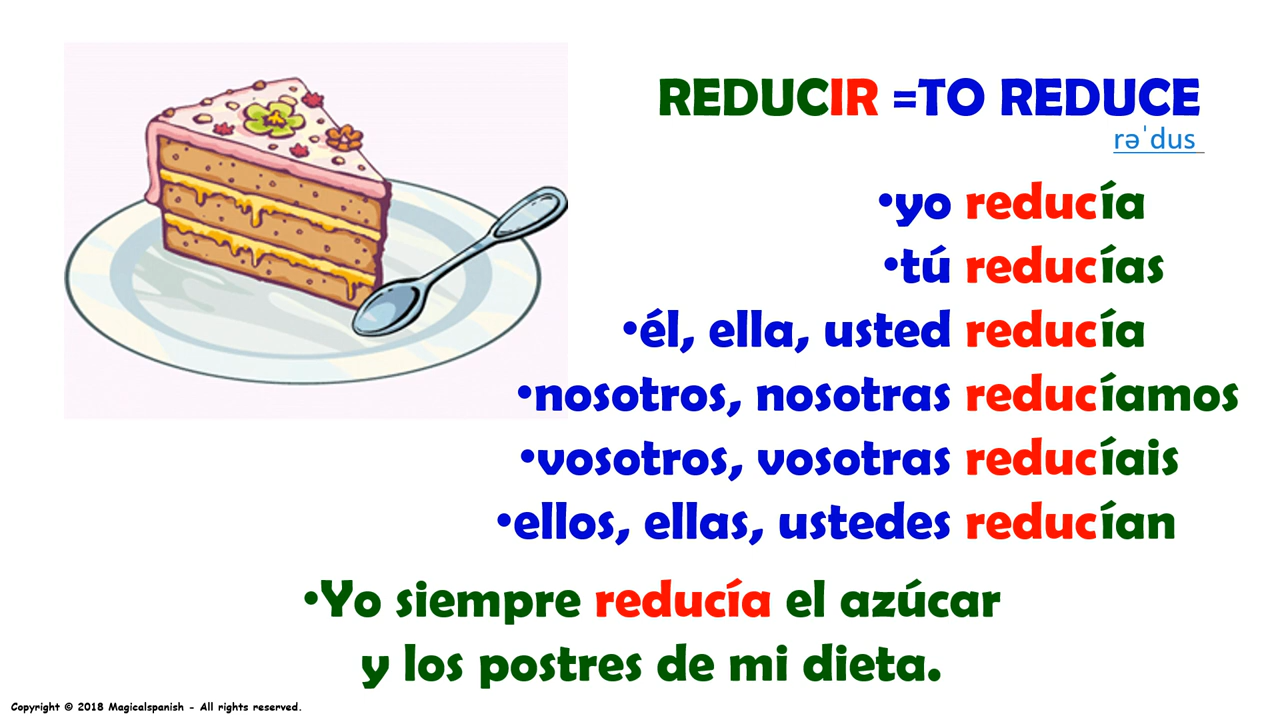 REDUCIR =TO REDUCE
rəˈdus
•yo reducía
•tú reducías
•él, ella, usted reducía
•nosotros, nosotras reducíamos
•vosotros, vosotras reducíais
•ellos, ellas, ustedes reducían
•Yo siempre reducía el azúcar
y los postres de mi dieta.
Copyright © 2018 Magicalspanish - All rights reserved.